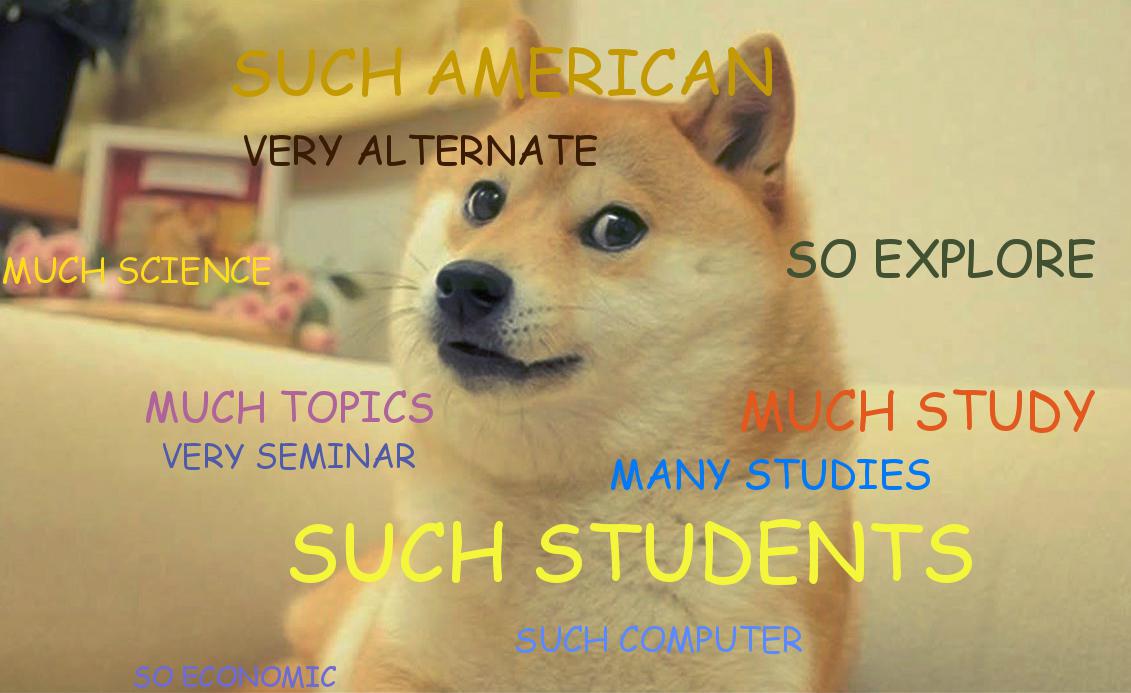 SUCH AMERICAN
VERY ALTERNATE
SO EXPLORE
MUCH SCIENCE
MUCH TOPICS
MUCH STUDY
VERY SEMINAR
MANY STUDIES
SUCH STUDENTS
SUCH COMPUTER
SO ECONOMIC